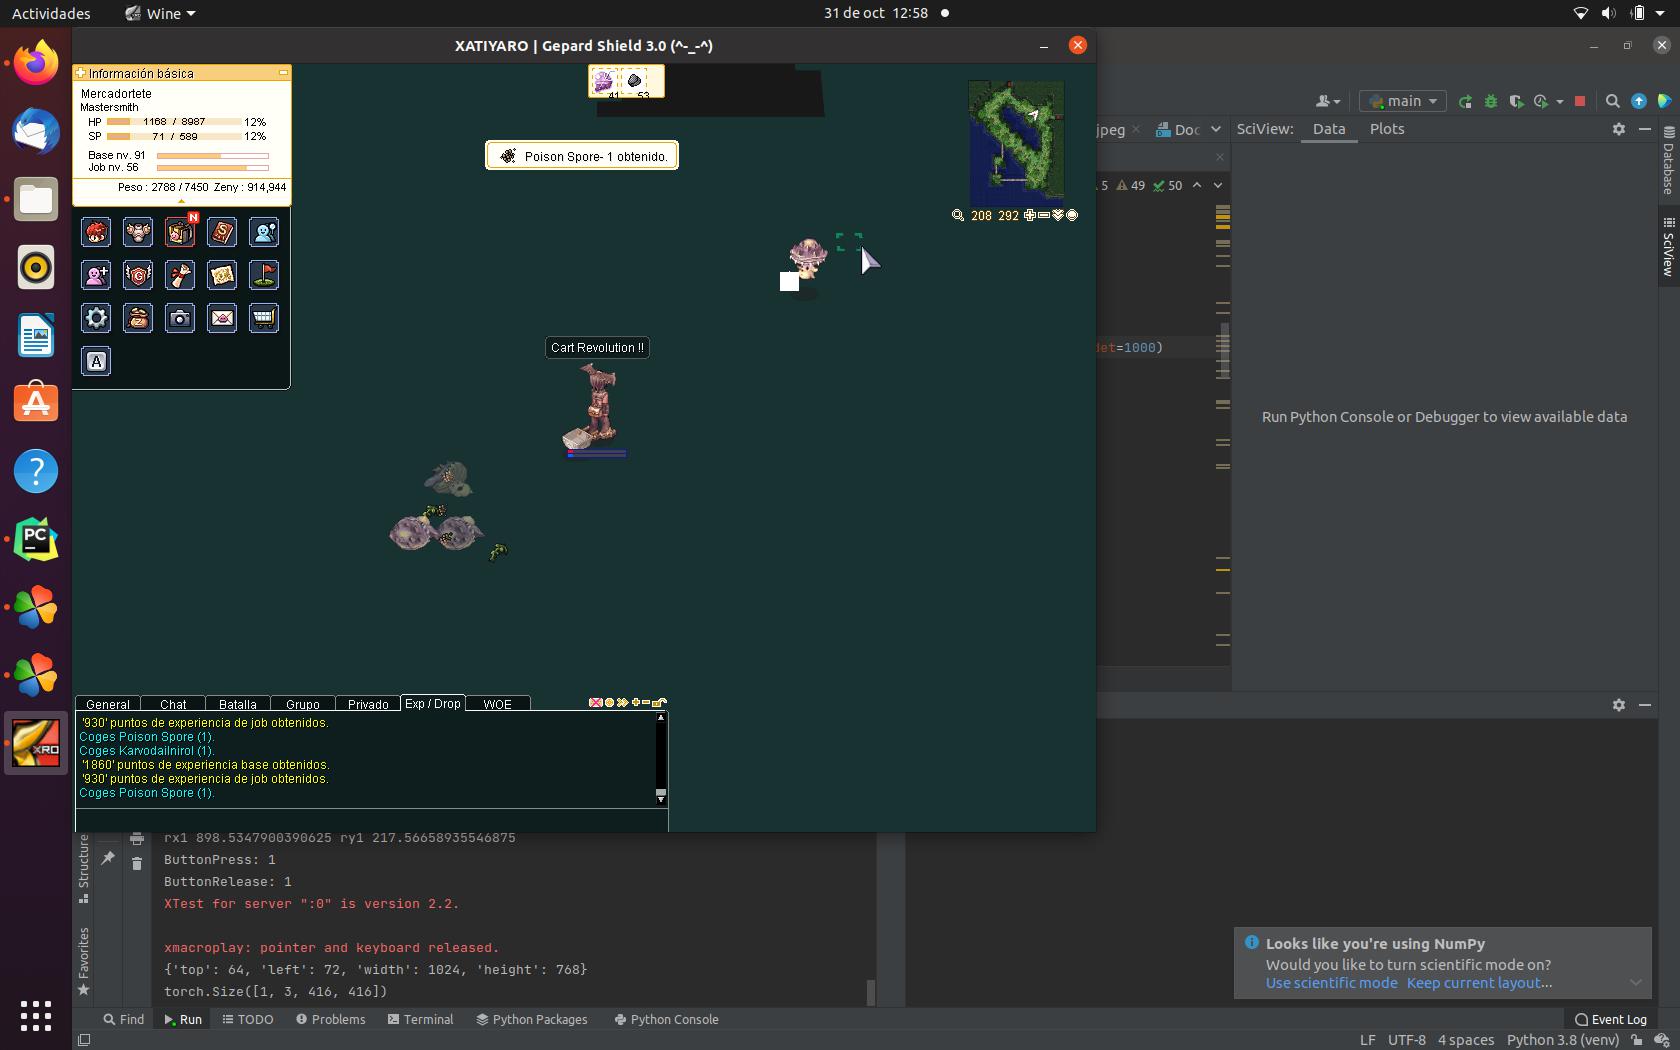 Actividades
Wine
31 de oct 12:58
XATIYARO | Gepard Shield 3.0 (^-_-^)
Información básica
Mercadortete
Mastersmith
HP 1168 / 8987 12%
SP 71 / 589 12%
Base nv. 91
Job nv. 56
Peso : 2788 / 7450 Zeny : 914,944
N
A
41 53
Poison Spore- 1 obtenido.
208 292
Cart Revolution !!
General Chat Batalla Grupo Privado Exp / Drop WOE
'930' puntos de experiencia de job obtenidos.
Coges Poison Spore (1).
Coges Karvodailnirol (1).
'1860' puntos de experiencia base obtenidos.
'930' puntos de experiencia de job obtenidos.
Coges Poison Spore (1).
main
jpeg Doc
SciView: Data Plots
5 49 50
det=1000)
Run Python Console or Debugger to view available data
Database
SciView
PC
XRO
rx1 898.5347900390625 ry1 217.56658935546875
ButtonPress: 1
ButtonRelease: 1
XTest for server ":0" is version 2.2.
xmacroplay: pointer and keyboard released.
{'top': 64, 'left': 72, 'width': 1024, 'height': 768}
torch.Size([1, 3, 416, 416])
Structure
Favorites
Looks like you're using NumPy
Would you like to turn scientific mode on?
Use scientific mode Keep current layout...
Find Run TODO Problems Terminal Python Packages Python Console Event Log
LF UTF-8 4 spaces Python 3.8 (venv)